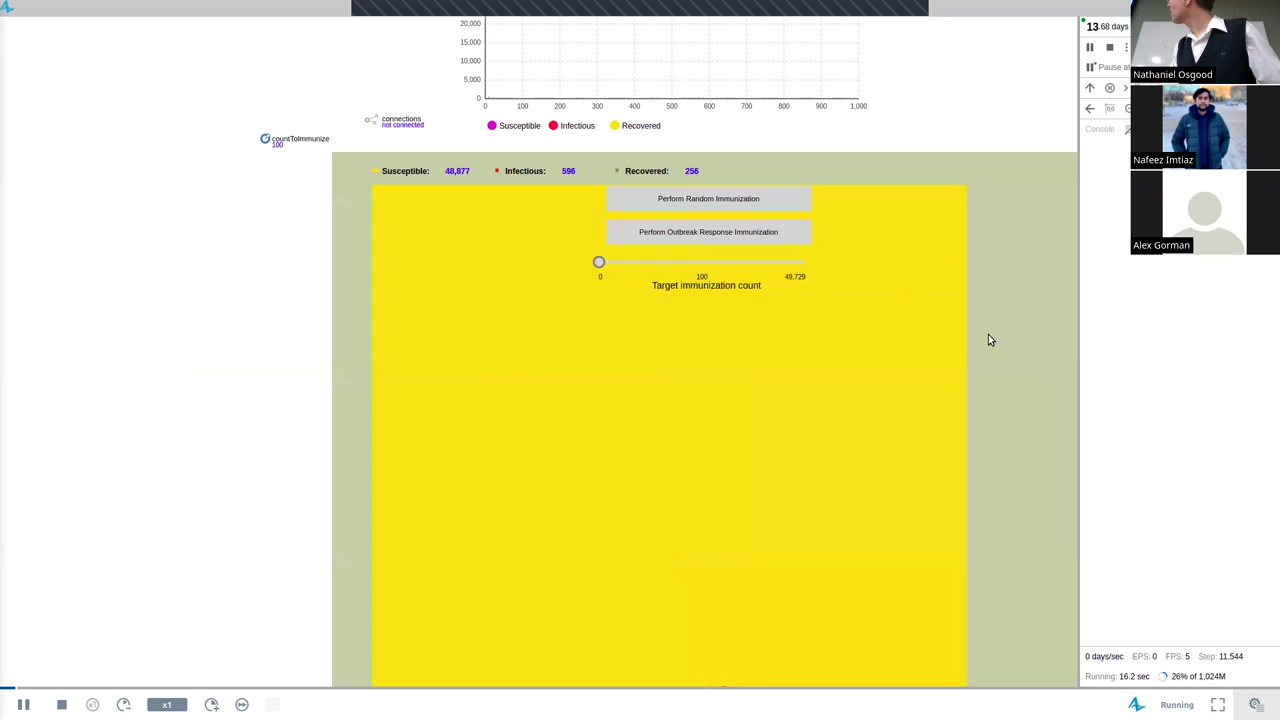 20,000
15,000
10,000
5,000
0
0 100 200 300 400 500 600 700 800 900 1,000
Susceptible Infectious Recovered
connections
not connected
countToImmunize
100
Susceptible: 48,877 Infectious: 596 Recovered: 256
Perform Random Immunization
Perform Outbreak Response Immunization
0 100 49,729
Target immunization count
13.68 days
Pause at
Console
Nathaniel Osgood
Nafeez Imtiaz
Alex Gorman
0 days/sec EPS: 0 FPS: 5 Step: 11,544
Running: 16.2 sec 26% of 1,024M
x1 x1 Running